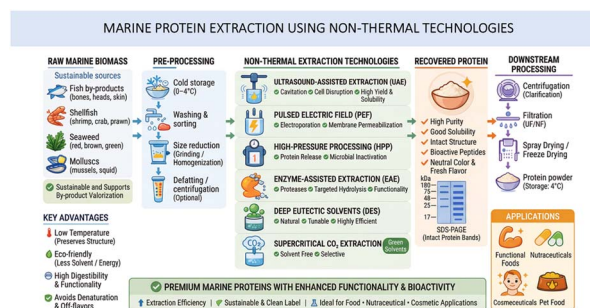 MARINE PROTEIN EXTRACTION USING NON-THERMAL TECHNOLOGIES
RAW MARINE BIOMASS
Sustainable sources
Fish by-products
(bones, heads, skin)
Shellfish
(shrimp, crab, prawn)
Seaweed
(red, brown, green)
Molluscs
(mussels, squid)
Sustainable and Supports
By-product Valorization
PRE-PROCESSING
Cold storage
(0–4°C)
Washing &
sorting
Size reduction
(Grinding /
Homogenization)
Defatting /
centrifugation
(Optional)
NON-THERMAL EXTRACTION TECHNOLOGIES
ULTRASOUND-ASSISTED EXTRACTION (UAE)
Cavitation Cell Disruption High Yield &
Solubility
PULSED ELECTRIC FIELD (PEF)
Electroporation Membrane Permeabilization
HIGH-PRESSURE PROCESSING (HPP)
Protein Release Microbial Inactivation
ENZYME-ASSISTED EXTRACTION (EAE)
Proteases Targeted Hydrolysis Functionality
DEEP EUTECTIC SOLVENTS (DES)
Natural Tunable Highly Efficient
CO₂
SUPERCRITICAL CO₂ EXTRACTION
Solvent Free Selective
Green
Solvents
RECOVERED PROTEIN
High Purity
Good Solubility
Intact Structure
Bioactive Peptides
Neutral Color &
Fresh Flavor
kDa
180
75
48
25
17
SDS-PAGE
(Intact Protein Bands)
DOWNSTREAM
PROCESSING
Centrifugation
(Clarification)
Filtration
(UF/NF)
Spray Drying /
Freeze Drying
Protein powder
(Storage: 4°C)
KEY ADVANTAGES
Low Temperature
(Preserves Structure)
Eco-friendly
(Less Solvent / Energy)
High Digestibility
& Functionality
Avoids Denaturation
& Off-flavors
PREMIUM MARINE PROTEINS WITH ENHANCED FUNCTIONALITY & BIOACTIVITY
Extraction Efficiency | Sustainable & Clean Label | Ideal for Food • Nutraceutical • Cosmetic Applications
APPLICATIONS
Functional
Foods
Nutraceuticals
Cosmeceuticals
Pet Food